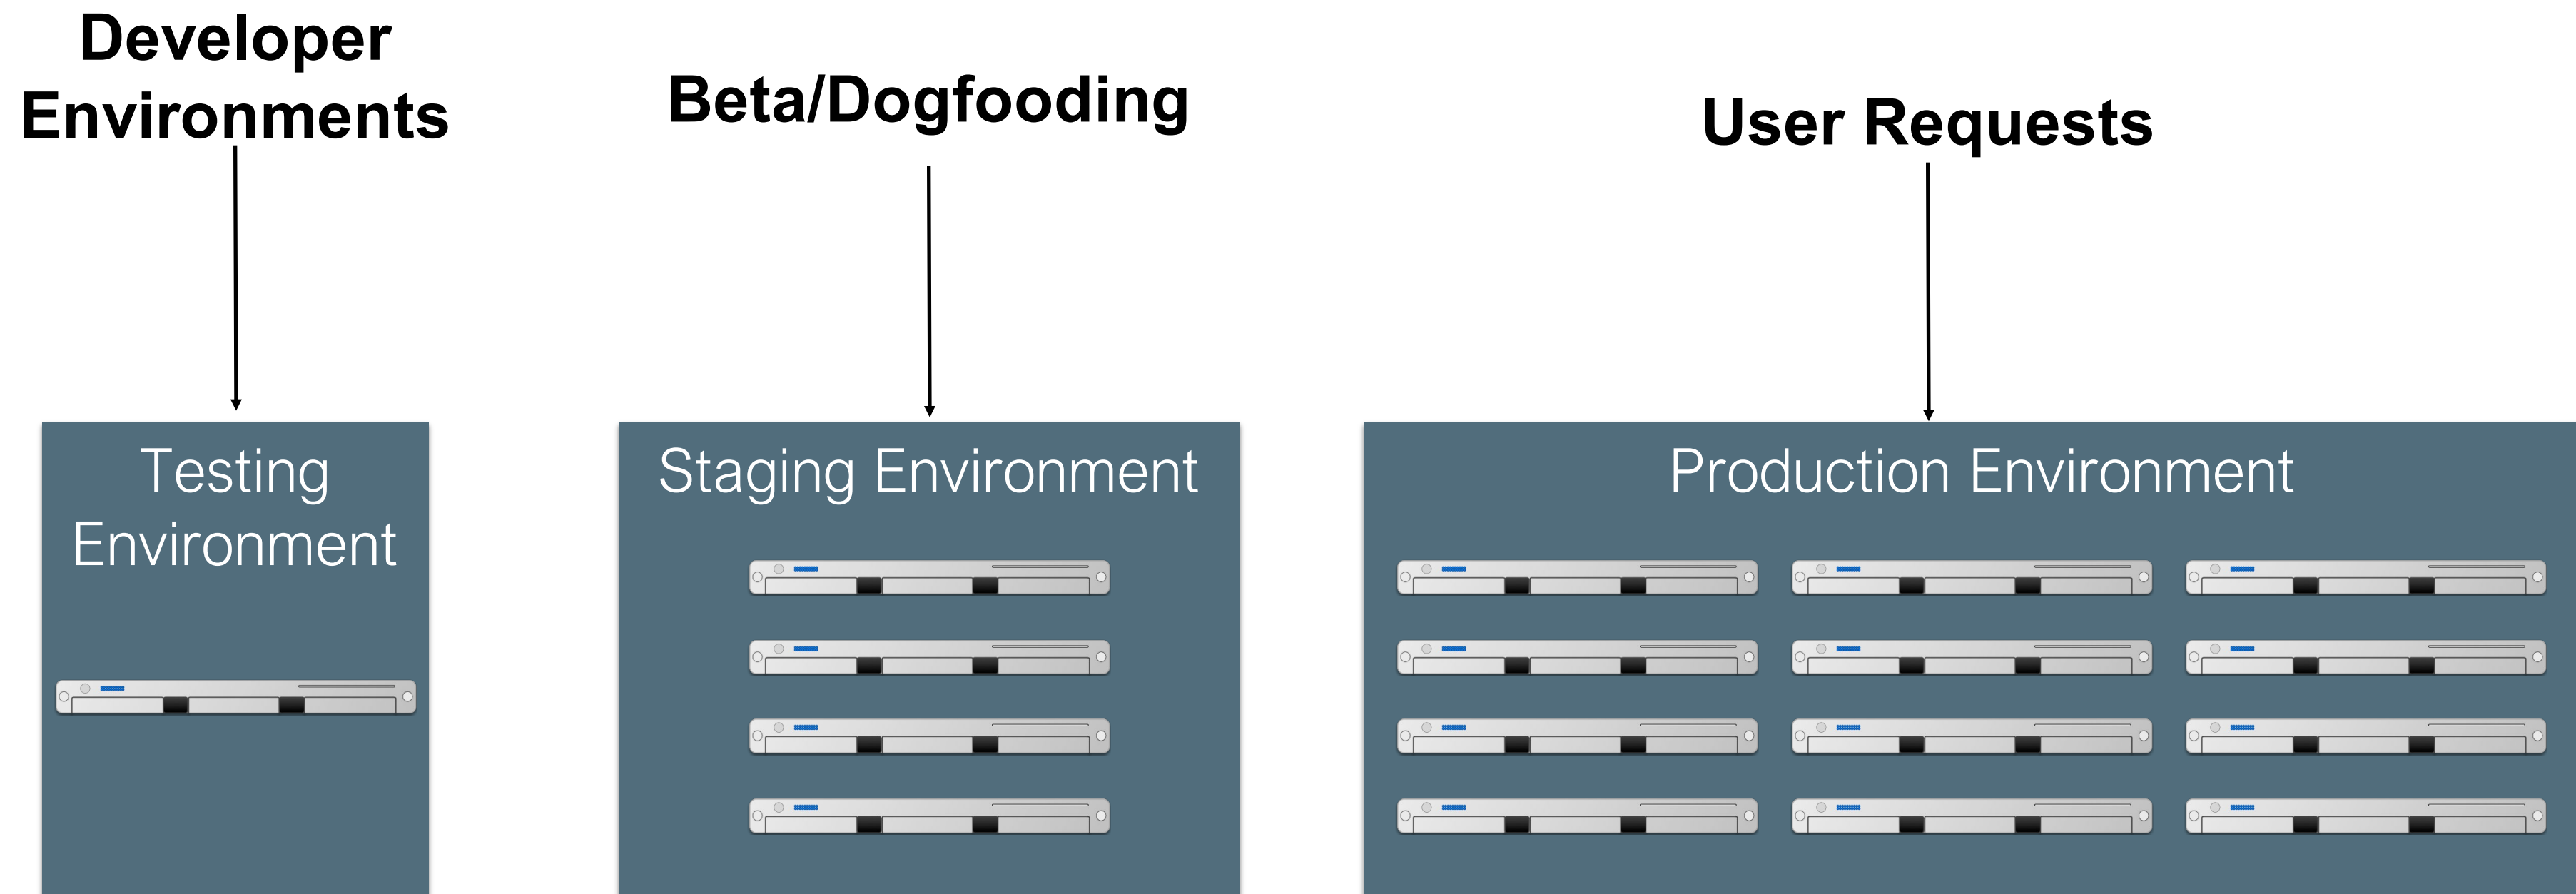 Developer
Environments
Beta/Dogfooding
User Requests
Testing
Environment
Staging Environment
Production Environment